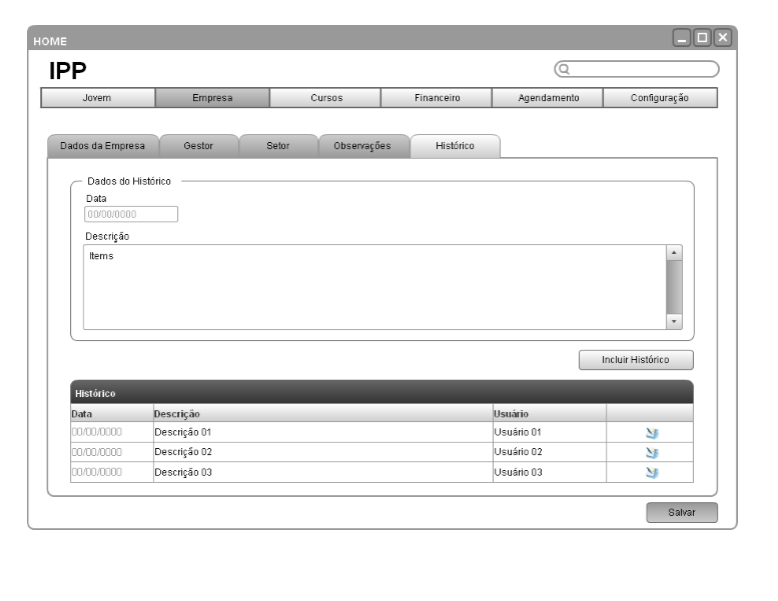 HOME
IPP
Jovem Empresa Cursos Financeiro Agendamento Configuração
Dados da Empresa Gestor Setor Observações Histórico
Dados do Histórico
Data
00/00/0000
Descrição
Items
Incluir Histórico
Histórico
Data Descrição Usuário
00/00/0000 Descrição 01 Usuário 01
00/00/0000 Descrição 02 Usuário 02
00/00/0000 Descrição 03 Usuário 03
Salvar